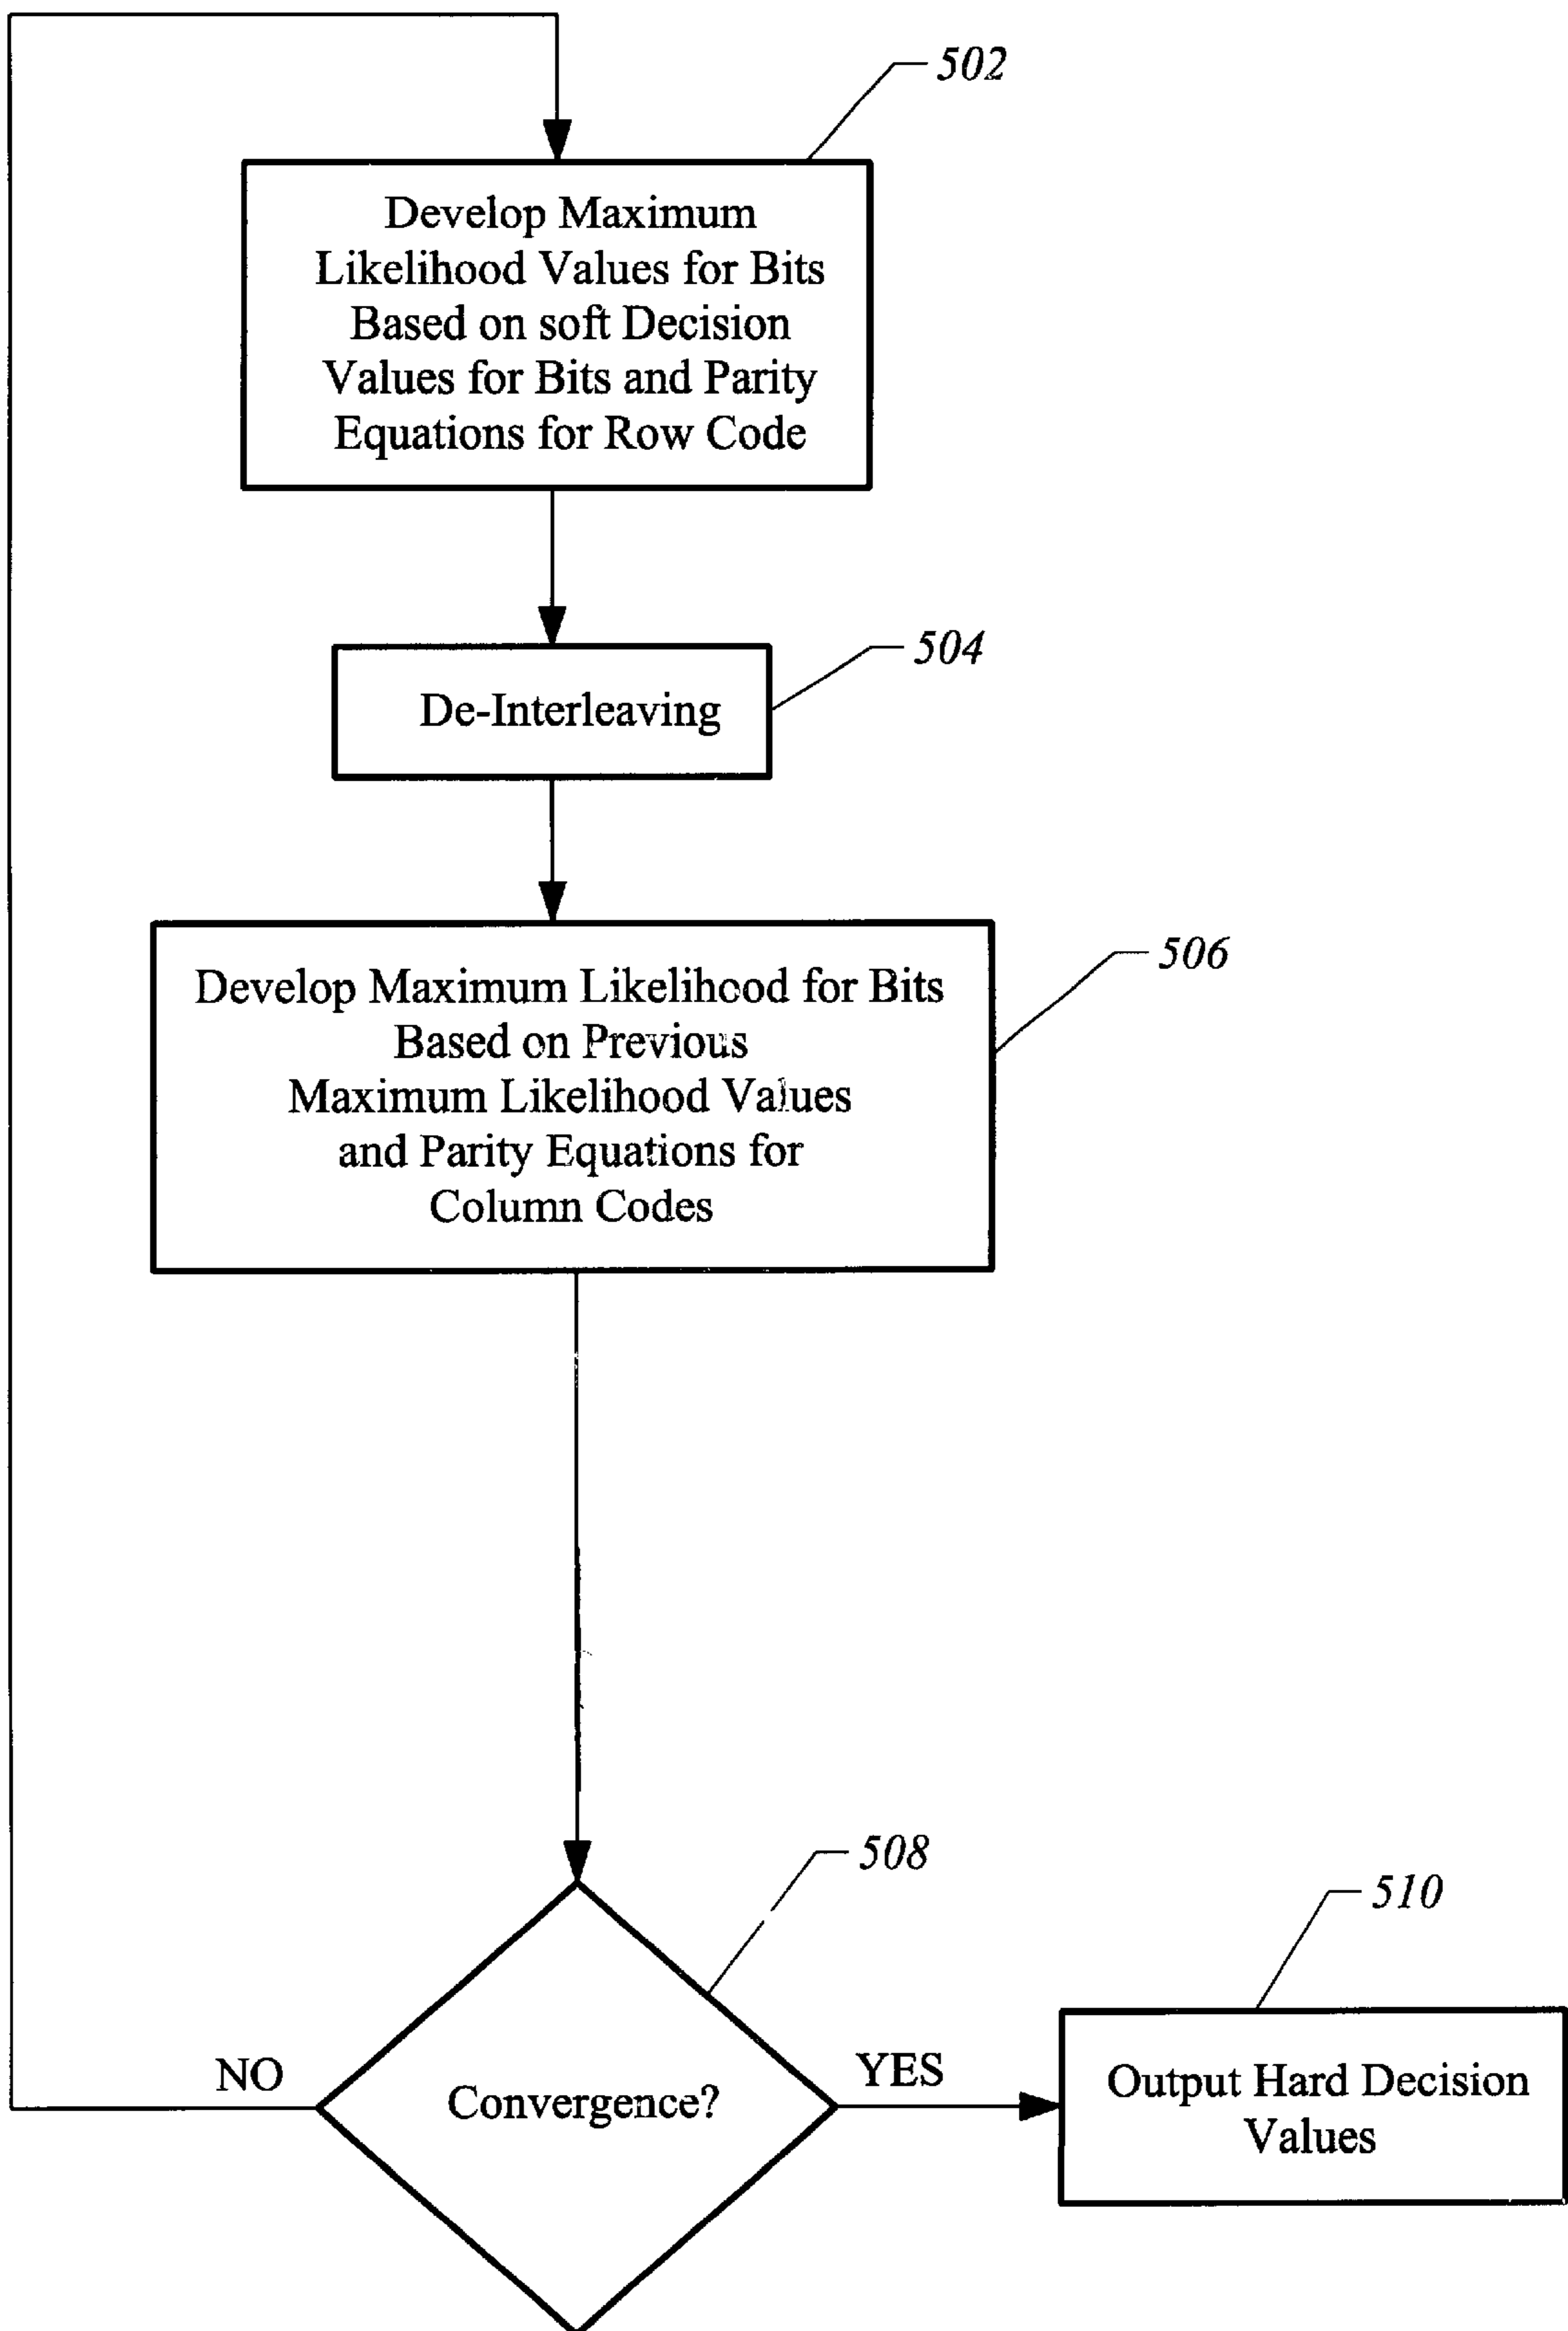 502
Develop Maximum
Likelihood Values for Bits
Based on soft Decision
Values for Bits and Parity
Equations for Row Code
504
De-Interleaving
506
Develop Maximum Likelihood for Bits
Based on Previous
Maximum Likelihood Values
and Parity Equations for
Column Codes
508
510
NO
Convergence?
YES
Output Hard Decision
Values